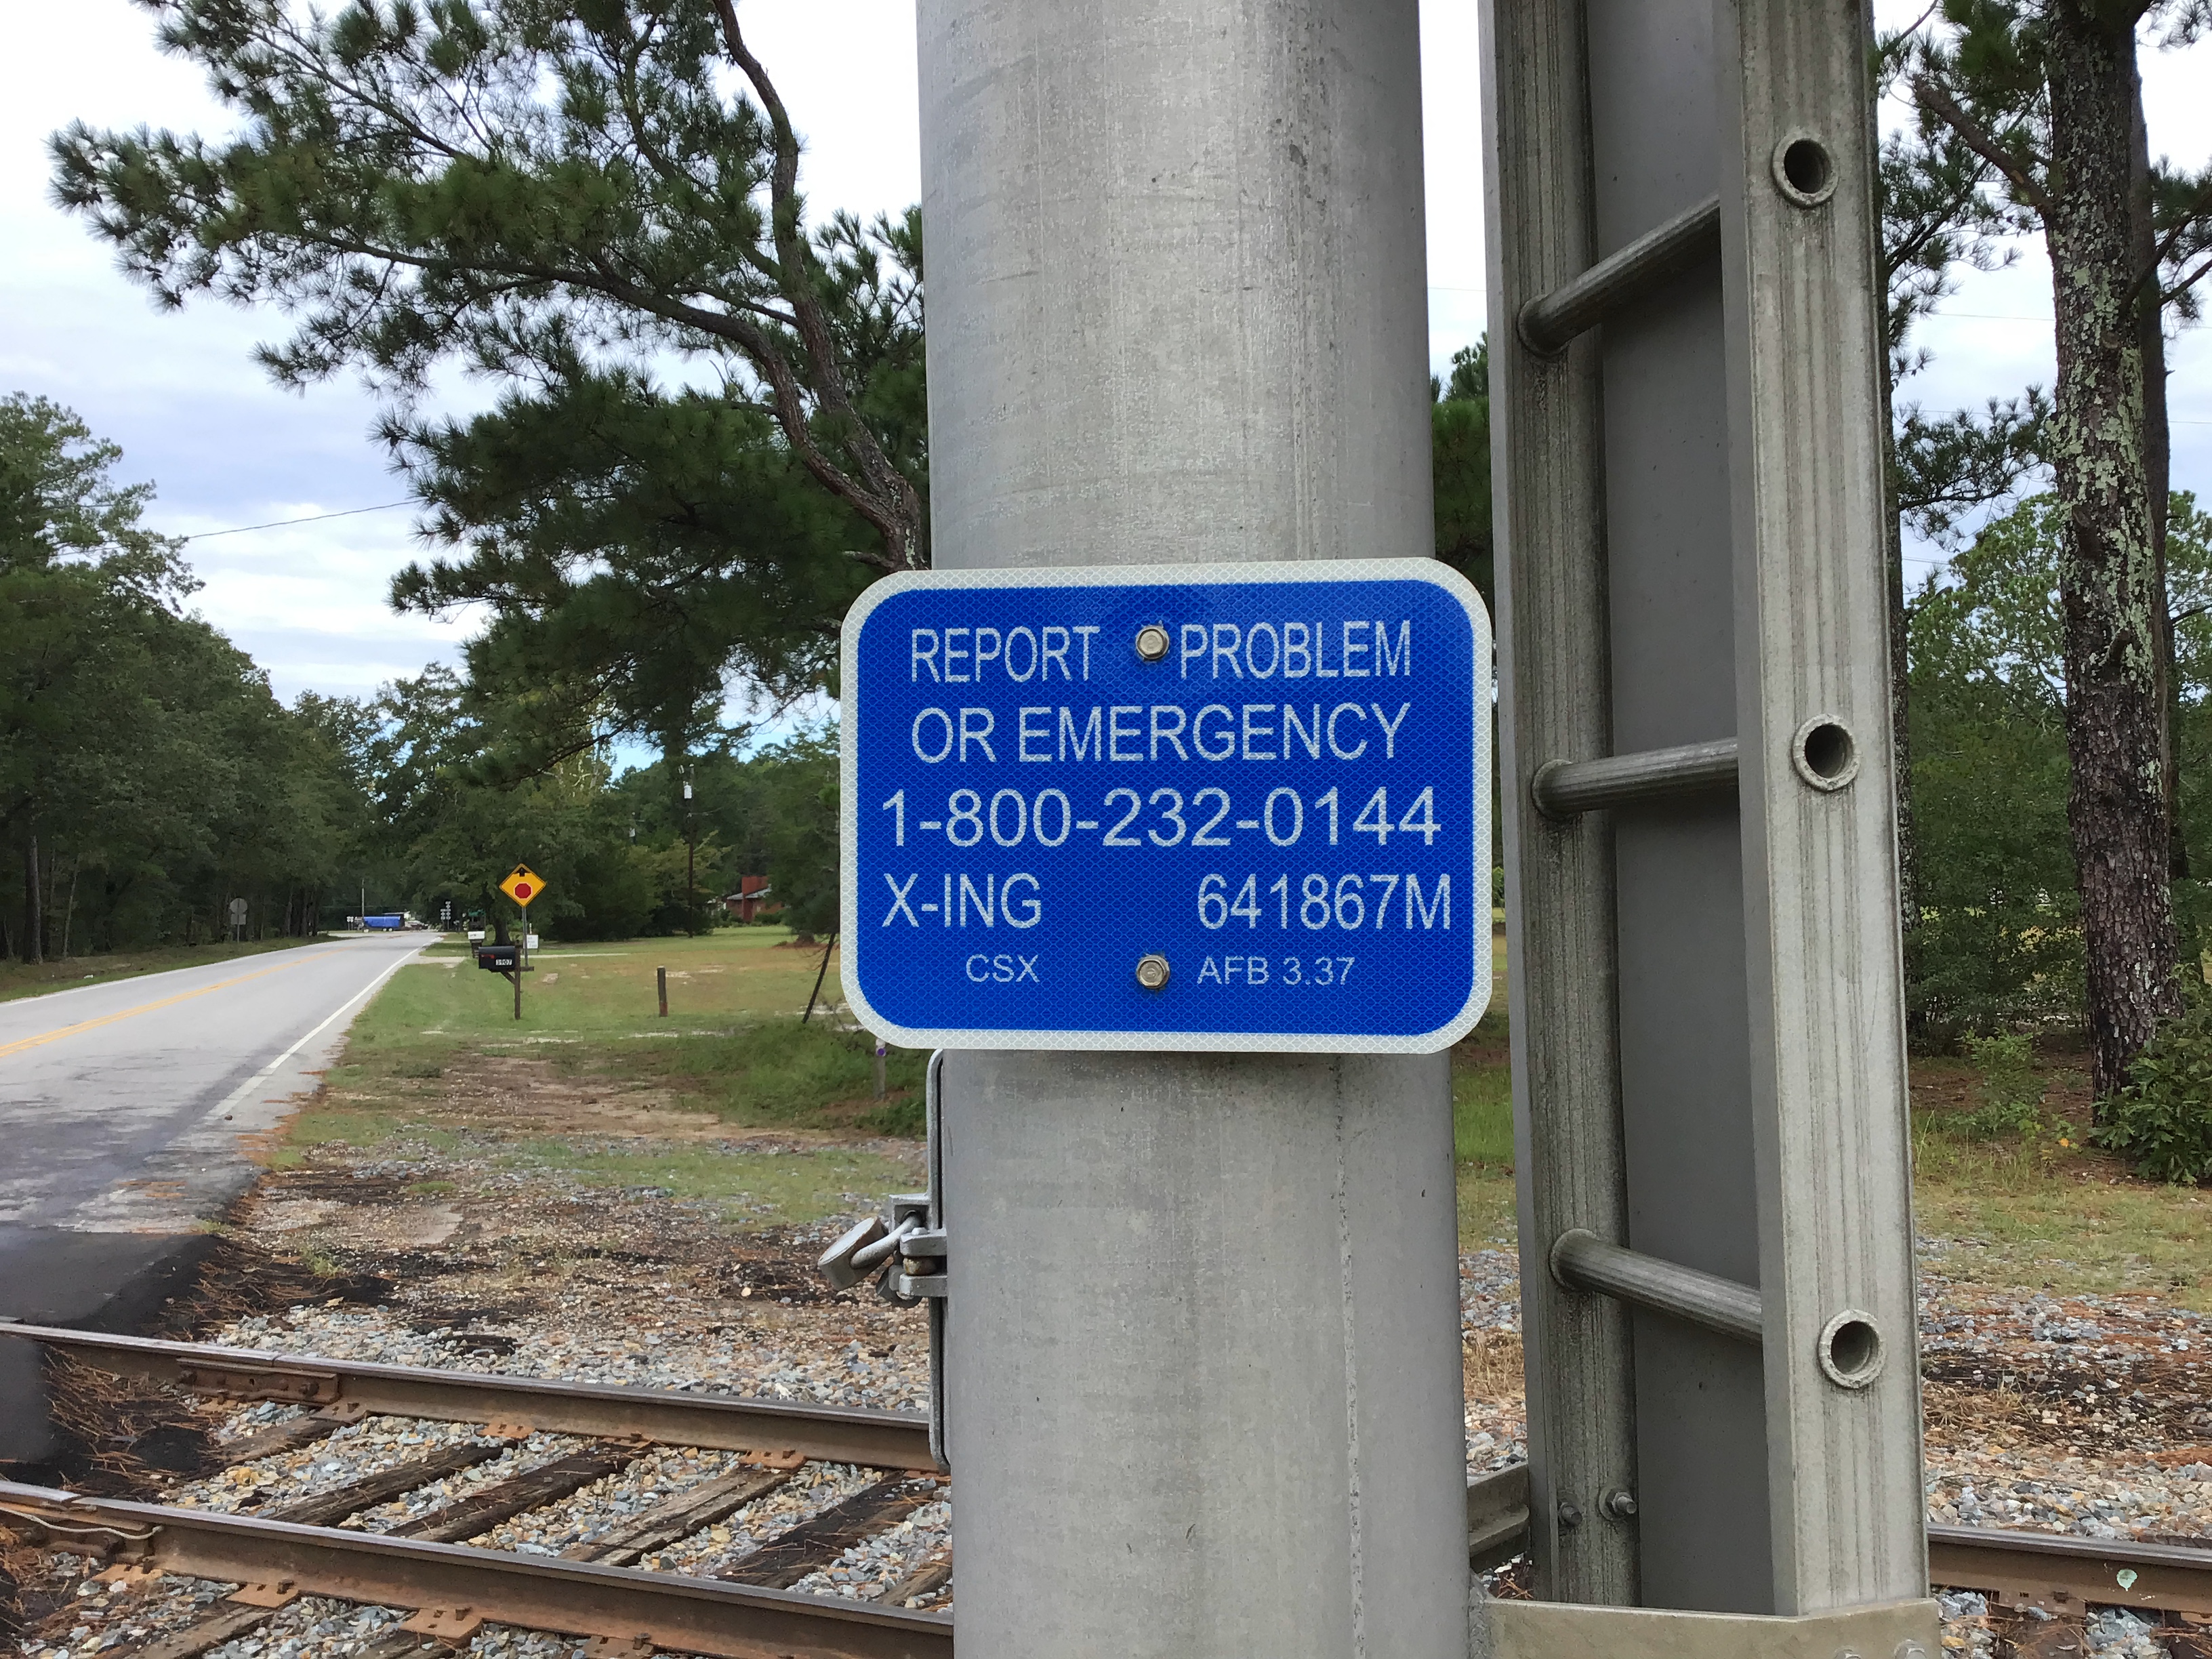 REPORT PROBLEM
OR EMERGENCY
1-800-232-0144
X-ING 641867M
CSX AFB 3.37